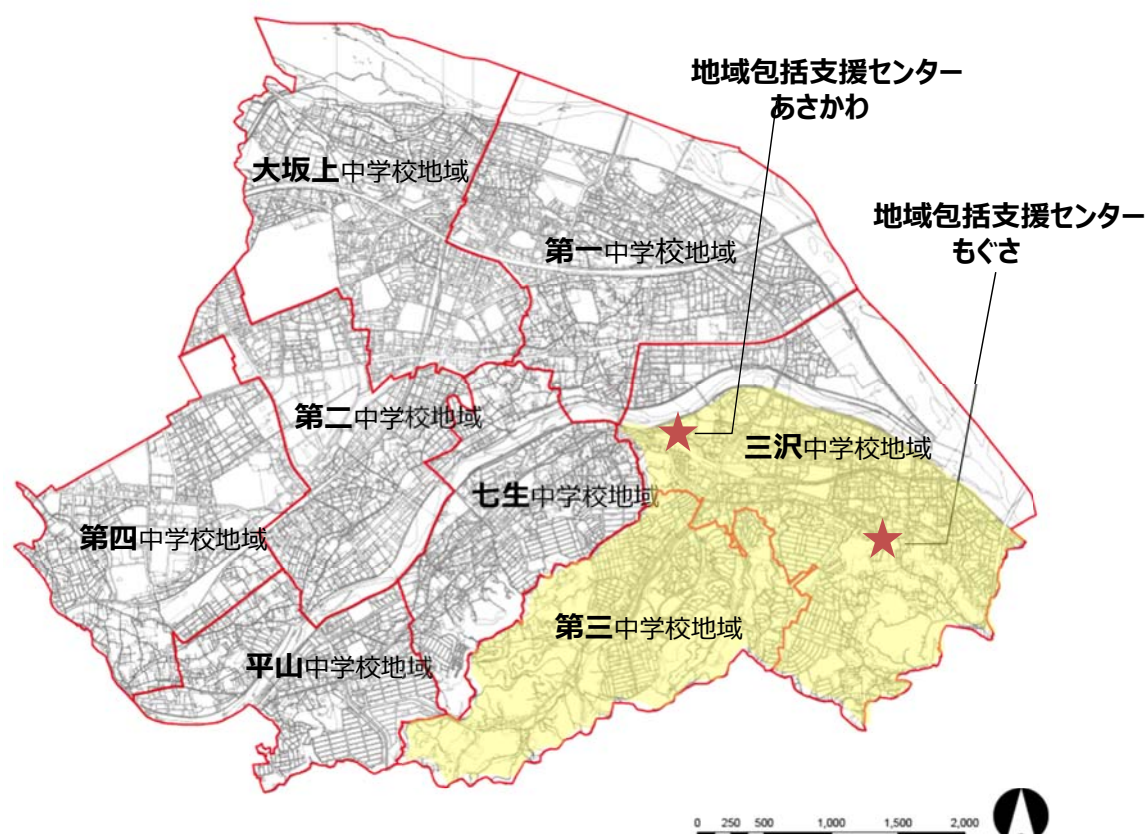 地域包括支援センター
あさかわ
地域包括支援センター
もぐさ
大坂上中学校地域
第一中学校地域
第二中学校地域
三沢中学校地域
七生中学校地域
第四中学校地域
第三中学校地域
平山中学校地域
0 250 500 1,000 1,500 2,000